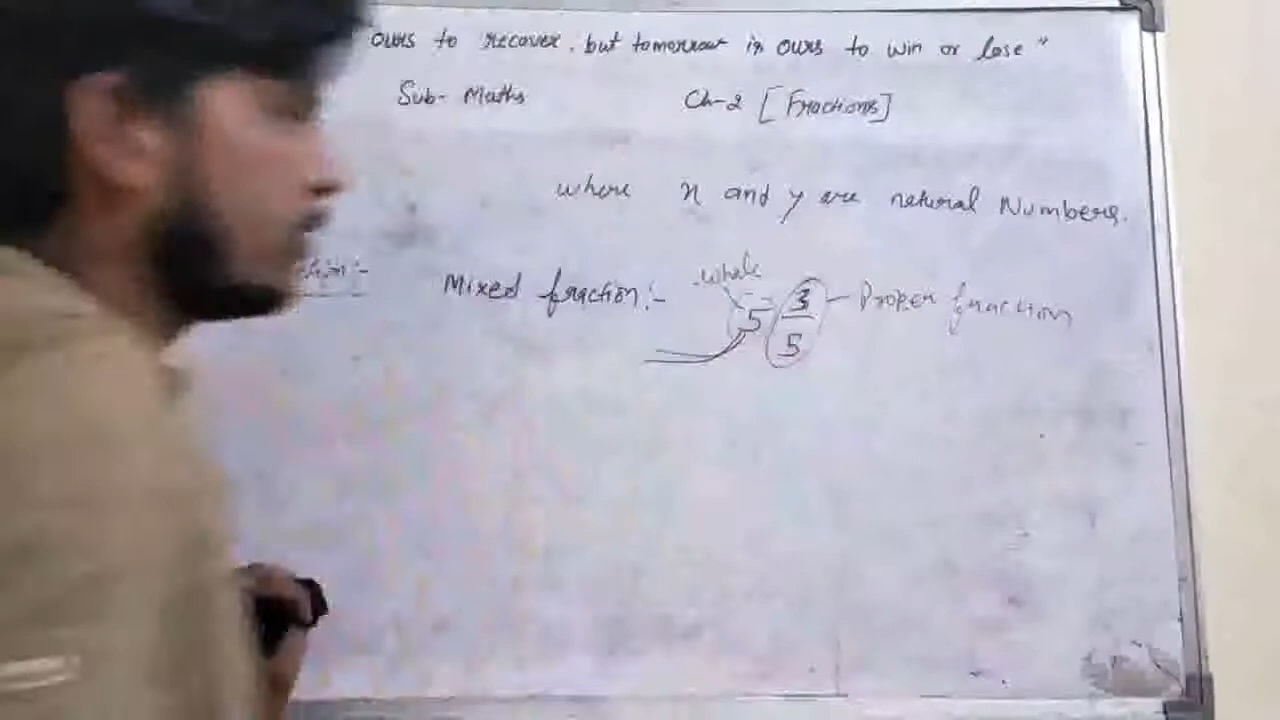 ours to recover. but tomorrow is ours to win or lose"
Sub- Maths Ch-2 [Fractions]
where x and y are natural Numbers.
Mixed fraction:- whole 5 3/5 - Proper fraction